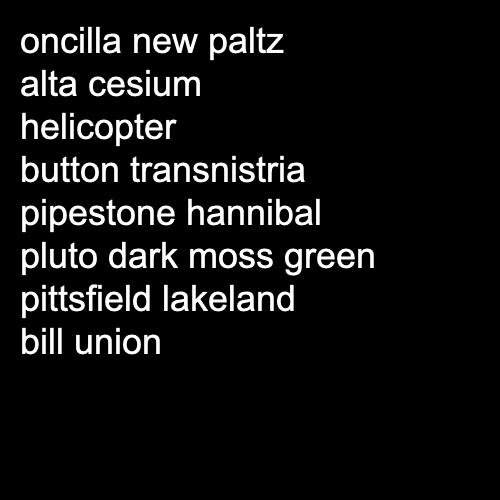 oncilla new paltz
alta cesium
helicopter
button transnistria
pipestone hannibal
pluto dark moss green
pittsfield lakeland
bill union